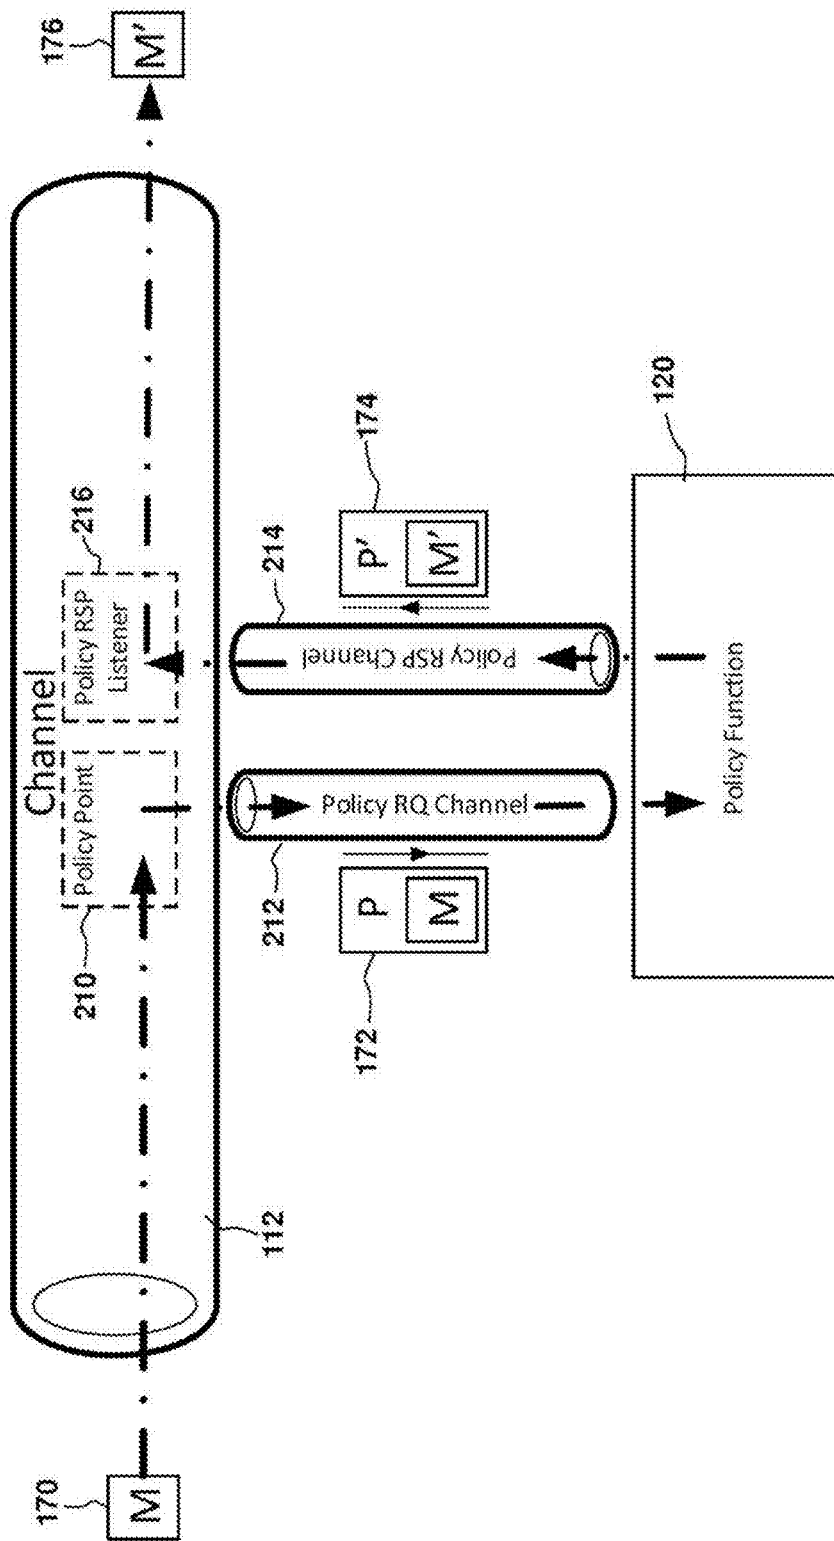 Channel
170
M
112
210
Policy Point
Policy RSP
Listener
216
176
M'
212
Policy RQ Channel
Policy RSP Channel
214
172
P
M
174
P'
M'
120
Policy Function